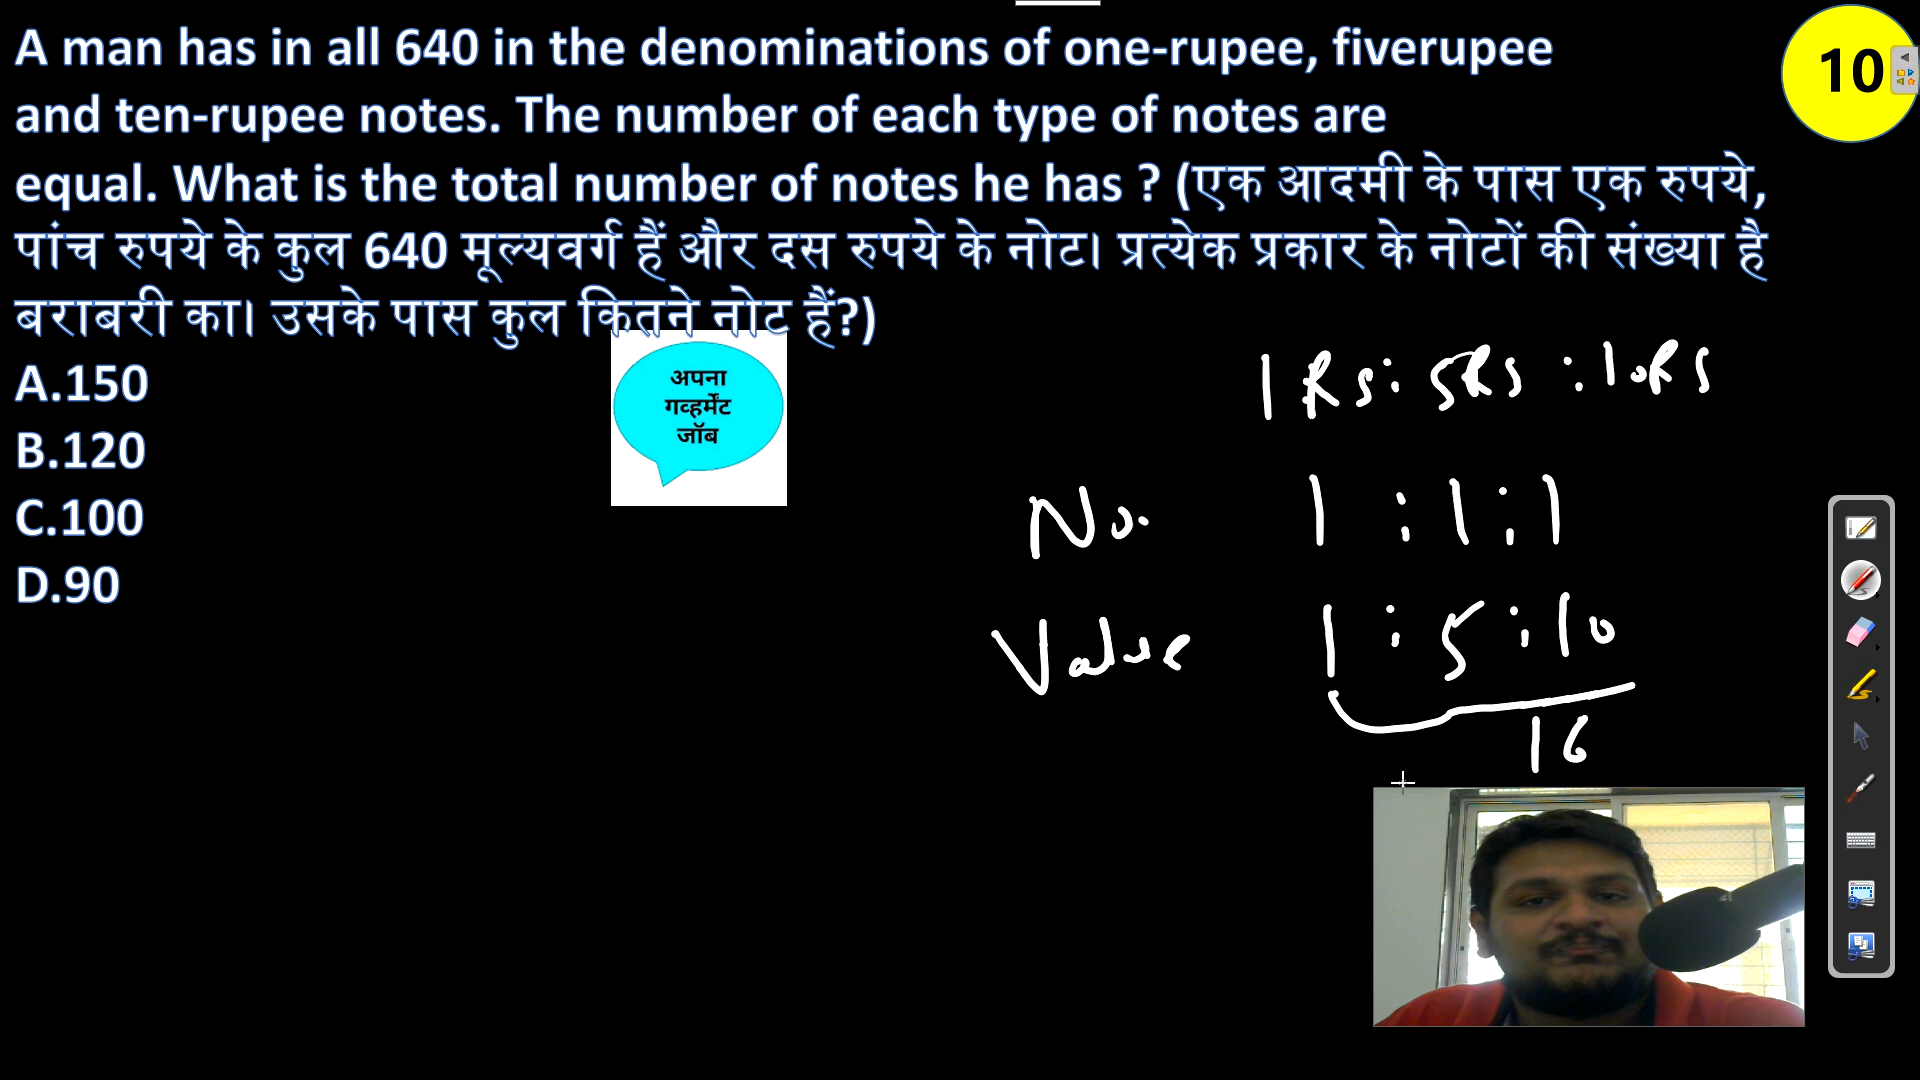 A man has in all 640 in the denominations of one-rupee, fiverupee
and ten-rupee notes. The number of each type of notes are
equal. What is the total number of notes he has ? (एक आदमी के पास एक रुपये,
पांच रुपये के कुल 640 मूल्यवर्ग हैं और दस रुपये के नोट। प्रत्येक प्रकार के नोटों की संख्या है
बराबरी का। उसके पास कुल कितने नोट हैं?)
A.150
B.120
C.100
D.90
10
अपना
गव्हर्मेंट
जॉब
1 Rs : 5Rs : 10Rs
No. 1 : 1 : 1
Value 1 : 5 : 10
16